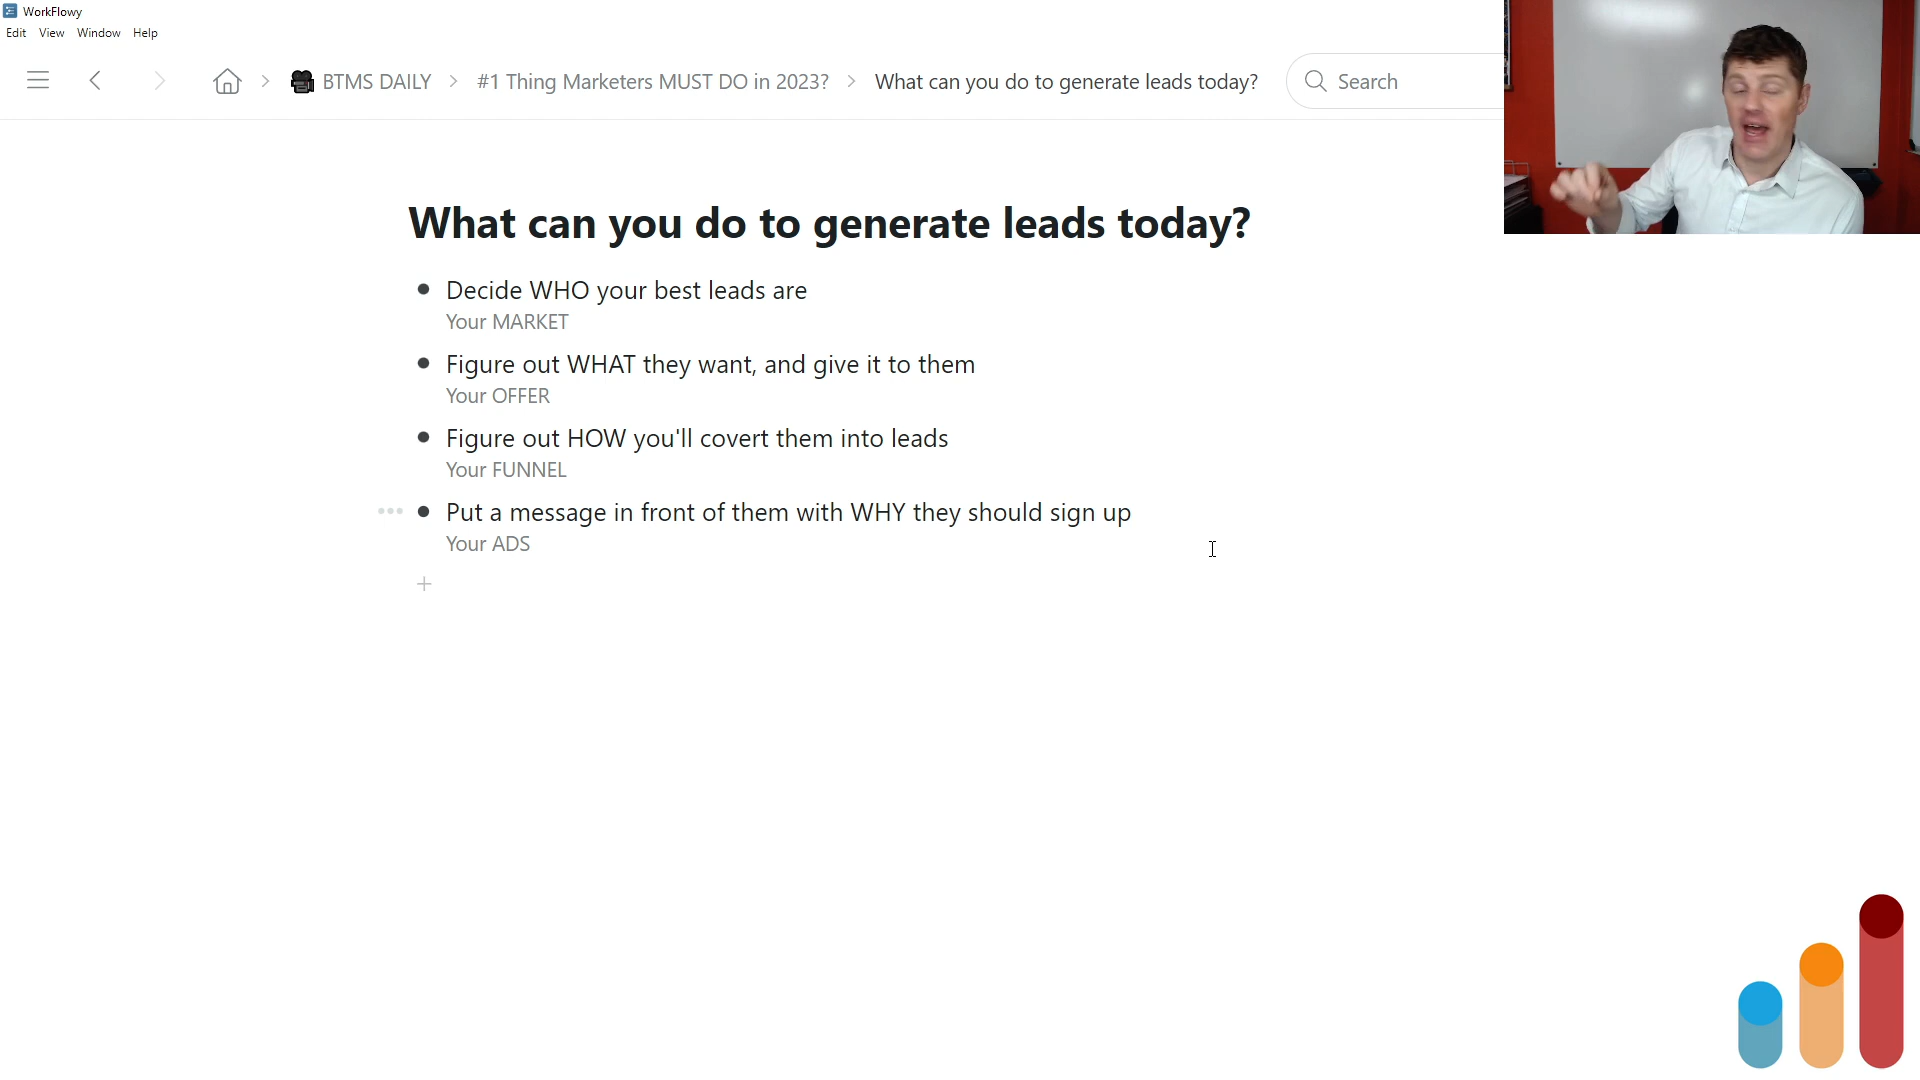 WorkFlowy
Edit View Window Help
BTMS DAILY > #1 Thing Marketers MUST DO in 2023? > What can you do to generate leads today?
Search
What can you do to generate leads today?
Decide WHO your best leads are
Your MARKET
Figure out WHAT they want, and give it to them
Your OFFER
Figure out HOW you'll covert them into leads
Your FUNNEL
Put a message in front of them with WHY they should sign up
Your ADS